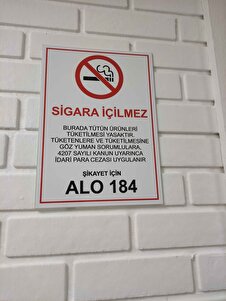 SİGARA İÇİLMEZ
BURADA TÜTÜN ÜRÜNLERİ
TÜKETİLMESİ YASAKTIR.
TÜKETENLERE VE TÜKETİLMESİNE
GÖZ YUMAN SORUMLULARA,
4207 SAYILI KANUN UYARINCA
İDARİ PARA CEZASI UYGULANIR
ŞİKAYET İÇİN
ALO 184